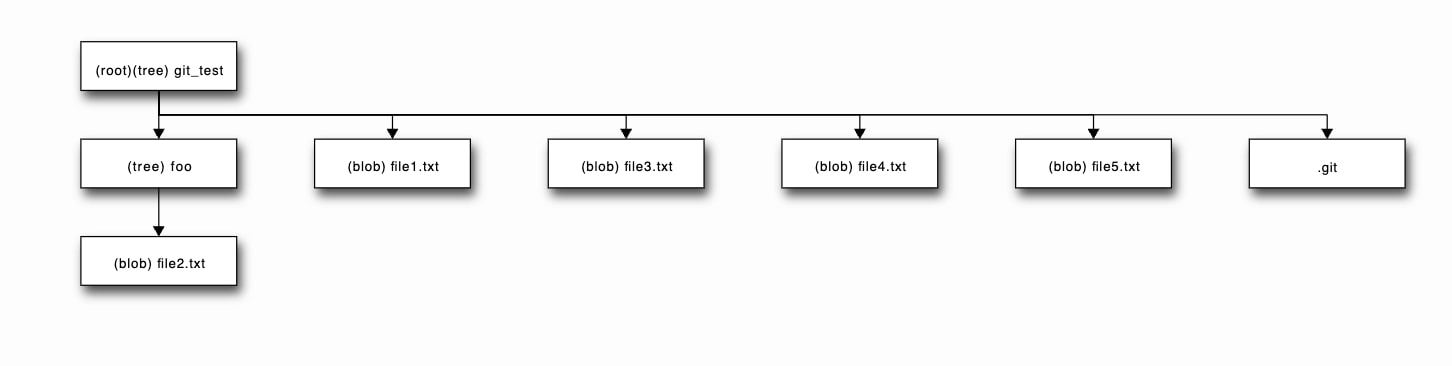 (root)(tree) git_test
(tree) foo
(blob) file1.txt
(blob) file3.txt
(blob) file4.txt
(blob) file5.txt
.git
(blob) file2.txt